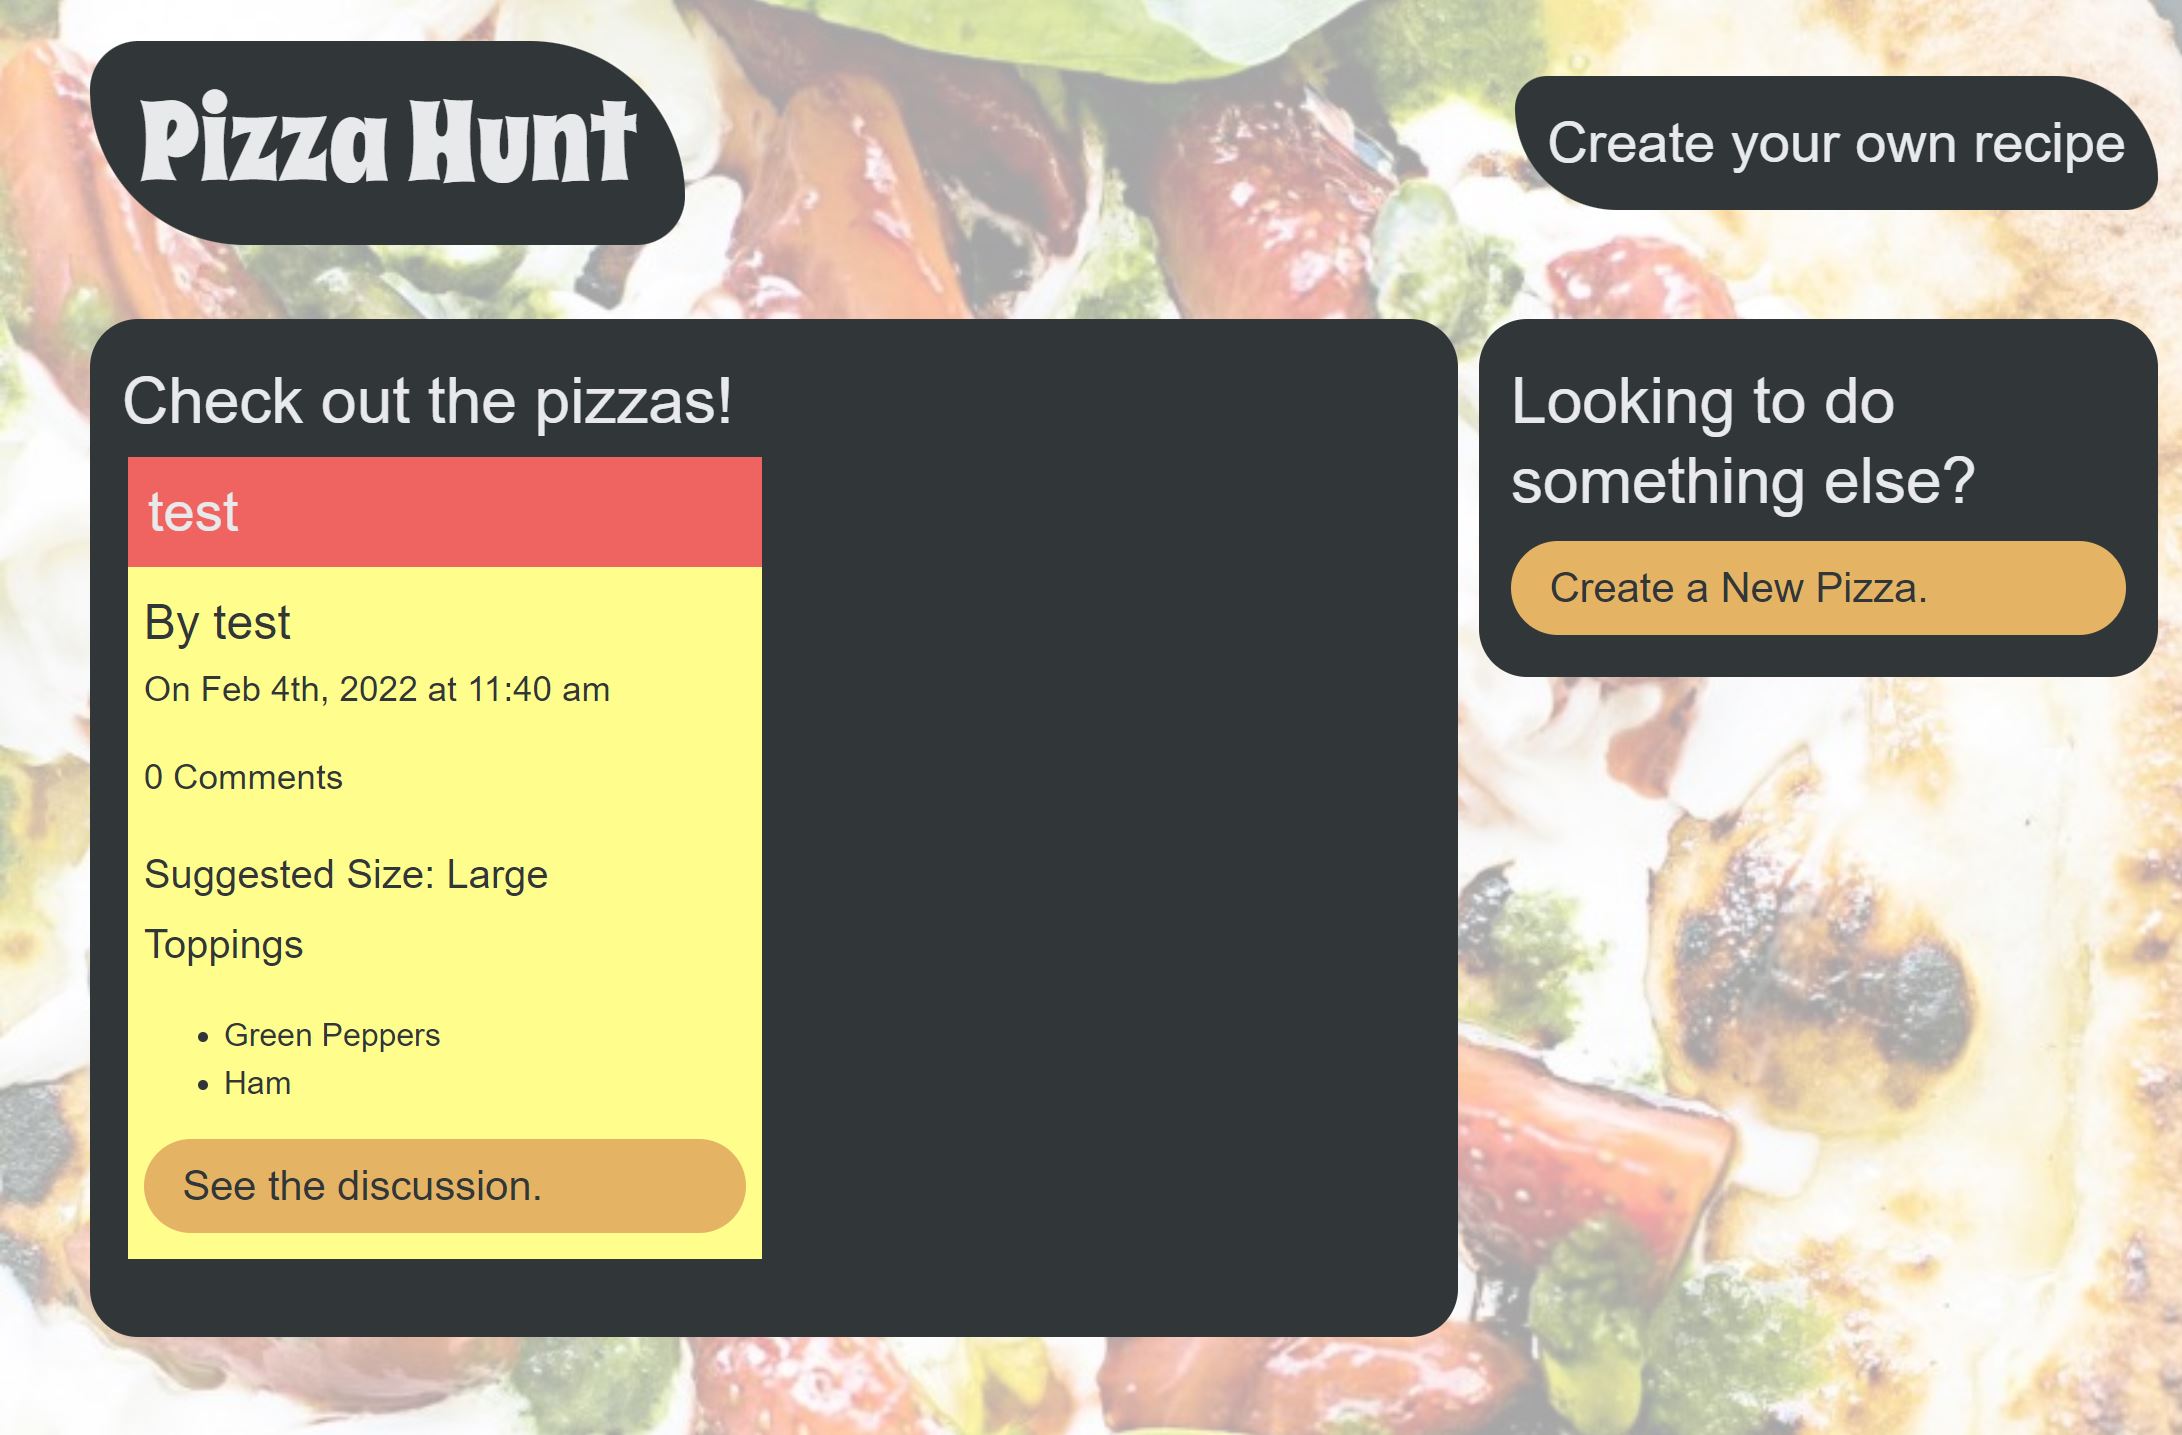 Pizza Hunt
Create your own recipe
Check out the pizzas!
test
By test
On Feb 4th, 2022 at 11:40 am
0 Comments
Suggested Size: Large
Toppings
• Green Peppers
• Ham
See the discussion.
Looking to do
something else?
Create a New Pizza.